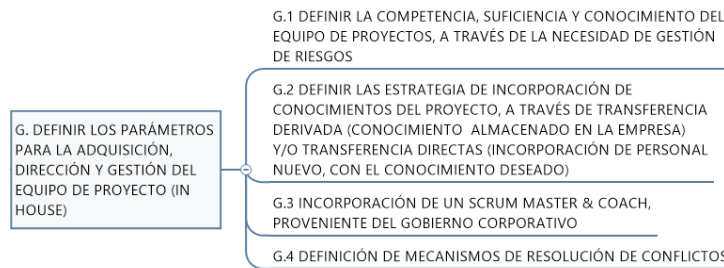 G. DEFINIR LOS PARÁMETROS
PARA LA ADQUISICIÓN,
DIRECCIÓN Y GESTIÓN DEL
EQUIPO DE PROYECTO (IN
HOUSE)
G.1 DEFINIR LA COMPETENCIA, SUFICIENCIA Y CONOCIMIENTO DEL
EQUIPO DE PROYECTOS, A TRAVÉS DE LA NECESIDAD DE GESTIÓN
DE RIESGOS
G.2 DEFINIR LAS ESTRATEGIA DE INCORPORACIÓN DE
CONOCIMIENTOS DEL PROYECTO, A TRAVÉS DE TRANSFERENCIA
DERIVADA (CONOCIMIENTO ALMACENADO EN LA EMPRESA)
Y/O TRANSFERENCIA DIRECTAS (INCORPORACIÓN DE PERSONAL
NUEVO, CON EL CONOCIMIENTO DESEADO)
G.3 INCORPORACIÓN DE UN SCRUM MASTER & COACH,
PROVENIENTE DEL GOBIERNO CORPORATIVO
G.4 DEFINICIÓN DE MECANISMOS DE RESOLUCIÓN DE CONFLICTOS